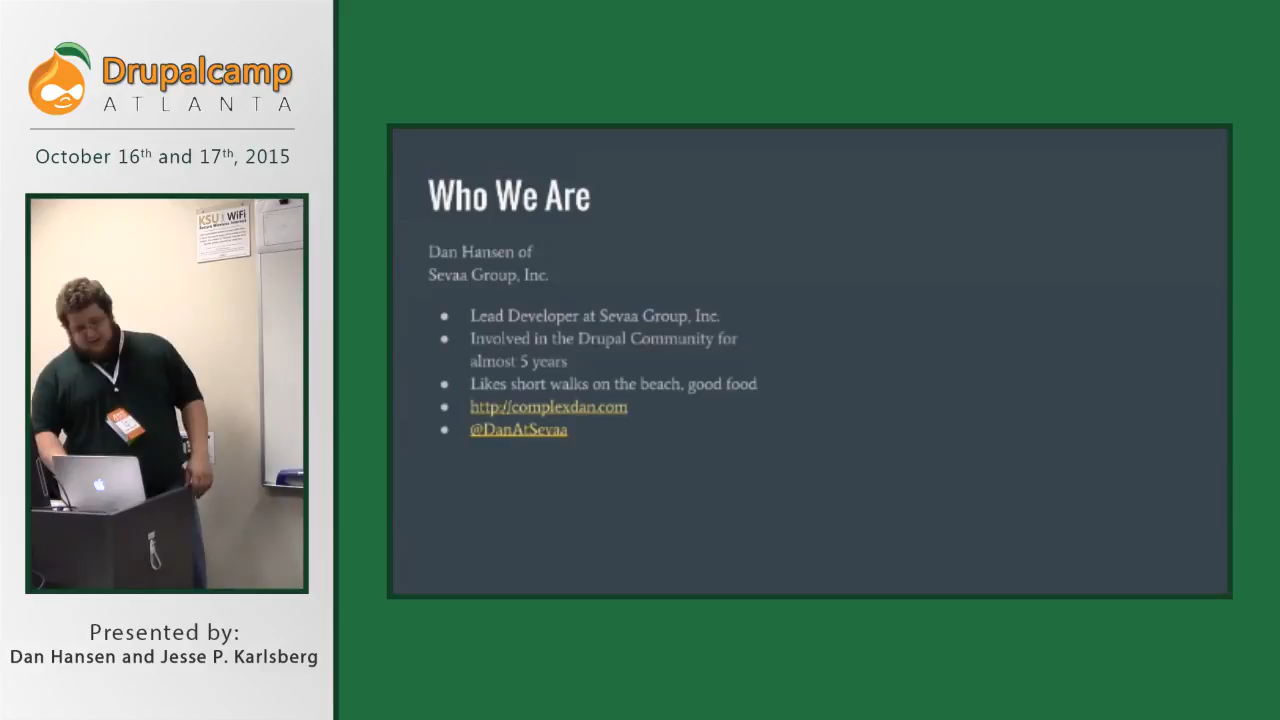 Drupalcamp
ATLANTA
October 16th and 17th, 2015
KSU WiFi
Presented by:
Dan Hansen and Jesse P. Karlsberg
Who We Are
Dan Hansen of
Sevaa Group, Inc.
Lead Developer at Sevaa Group, Inc.
Involved in the Drupal Community for
almost 5 years
Likes short walks on the beach, good food
http://complexdan.com
@DanAtSevaa